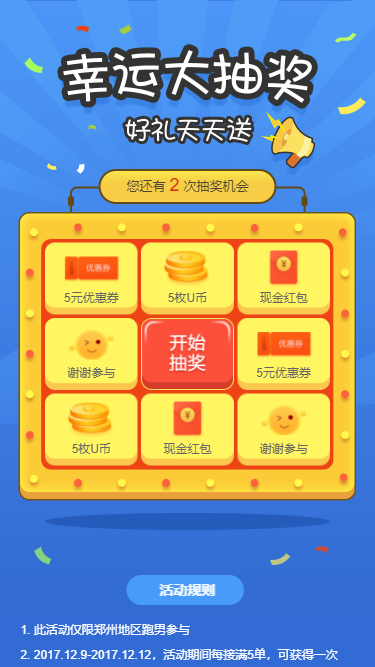 幸运大抽奖
好礼天天送
您还有 2 次抽奖机会
优惠券
5元优惠券
5枚U币
现金红包
谢谢参与
开始
抽奖
优惠券
5元优惠券
5枚U币
现金红包
谢谢参与
活动规则
1. 此活动仅限郑州地区跑男参与
2. 2017.12.9-2017.12.12，活动期间每接满5单，可获得一次